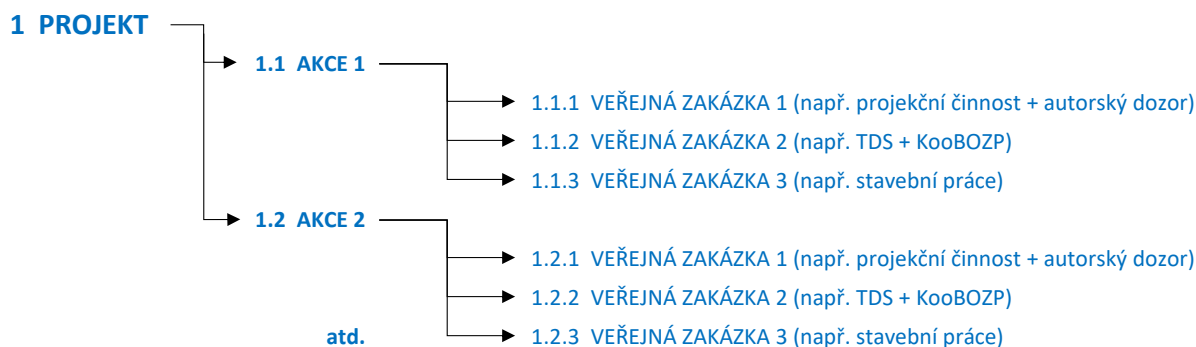 1 PROJEKT
1.1 AKCE 1
1.1.1 VEŘEJNÁ ZAKÁZKA 1 (např. projekční činnost + autorský dozor)
1.1.2 VEŘEJNÁ ZAKÁZKA 2 (např. TDS + KooBOZP)
1.1.3 VEŘEJNÁ ZAKÁZKA 3 (např. stavební práce)
1.2 AKCE 2
1.2.1 VEŘEJNÁ ZAKÁZKA 1 (např. projekční činnost + autorský dozor)
1.2.2 VEŘEJNÁ ZAKÁZKA 2 (např. TDS + KooBOZP)
atd.
1.2.3 VEŘEJNÁ ZAKÁZKA 3 (např. stavební práce)